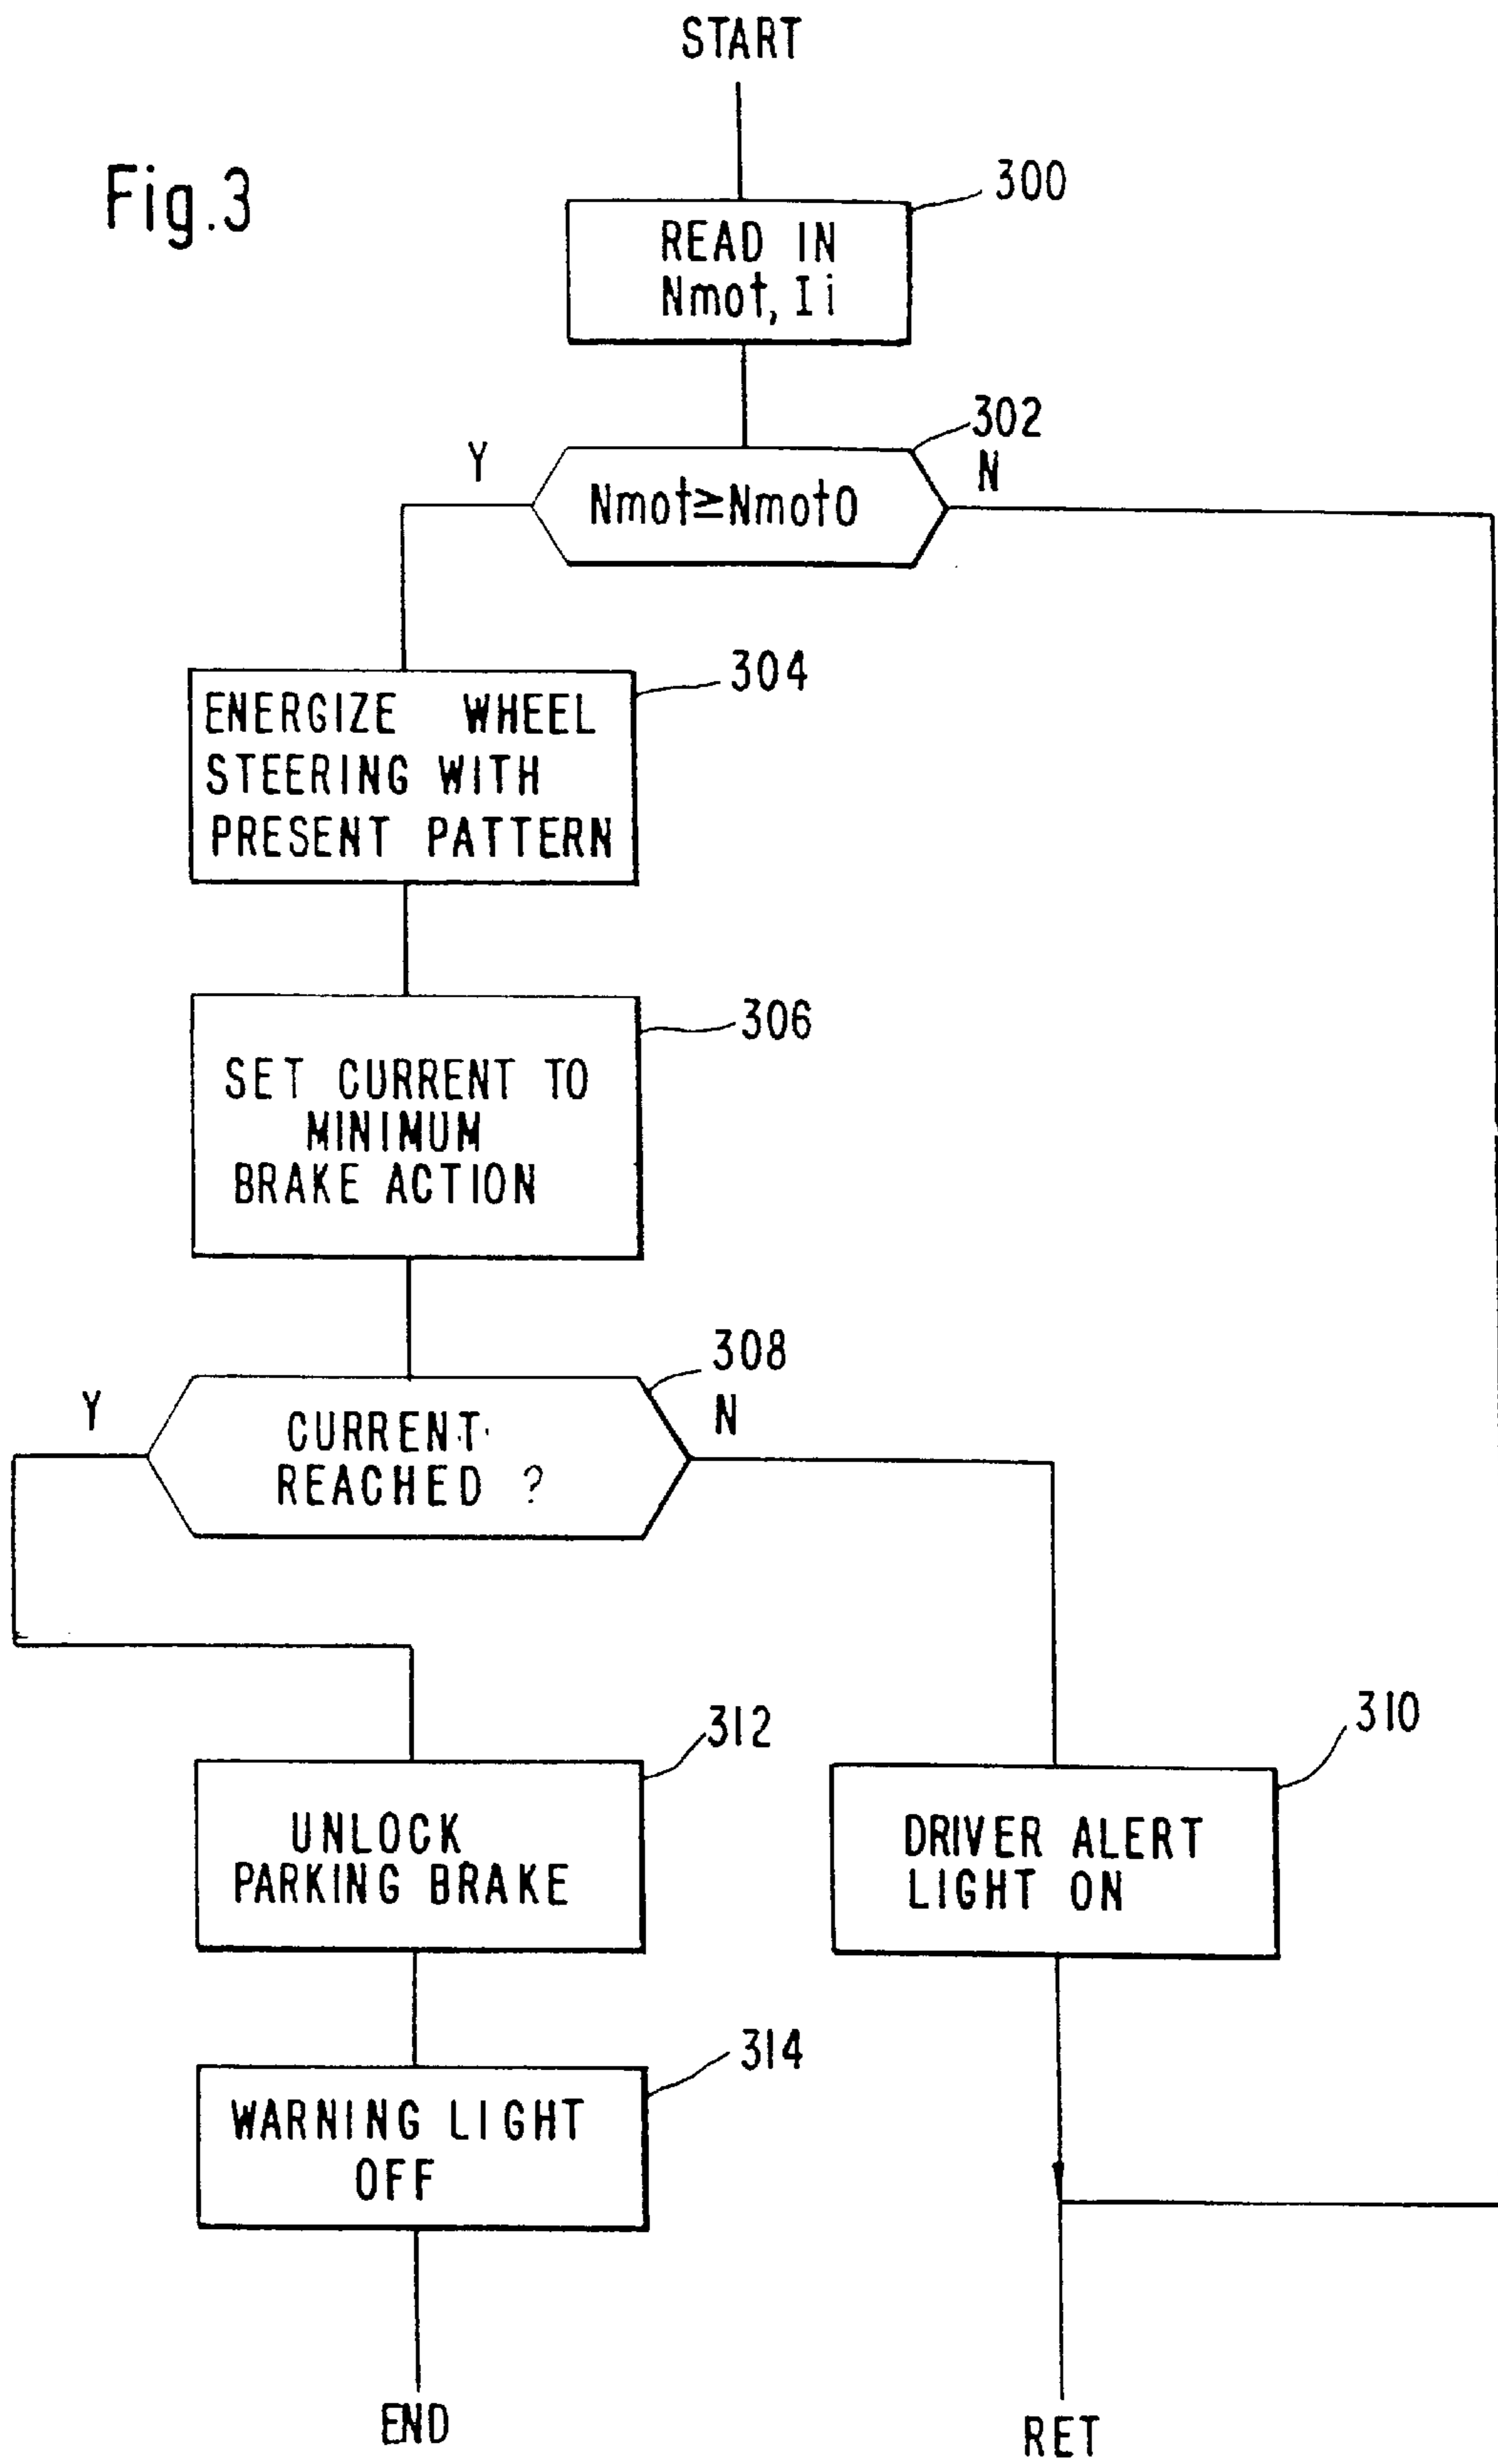 START
Fig.3
300
READ IN
Nmot, Ii
302
Y
N
Nmot≥Nmot0
304
ENERGIZE WHEEL
STEERING WITH
PRESENT PATTERN
306
SET CURRENT TO
MINIMUM
BRAKE ACTION
308
Y
N
CURRENT
REACHED ?
312
310
UNLOCK
PARKING BRAKE
DRIVER ALERT
LIGHT ON
314
WARNING LIGHT
OFF
END
RET